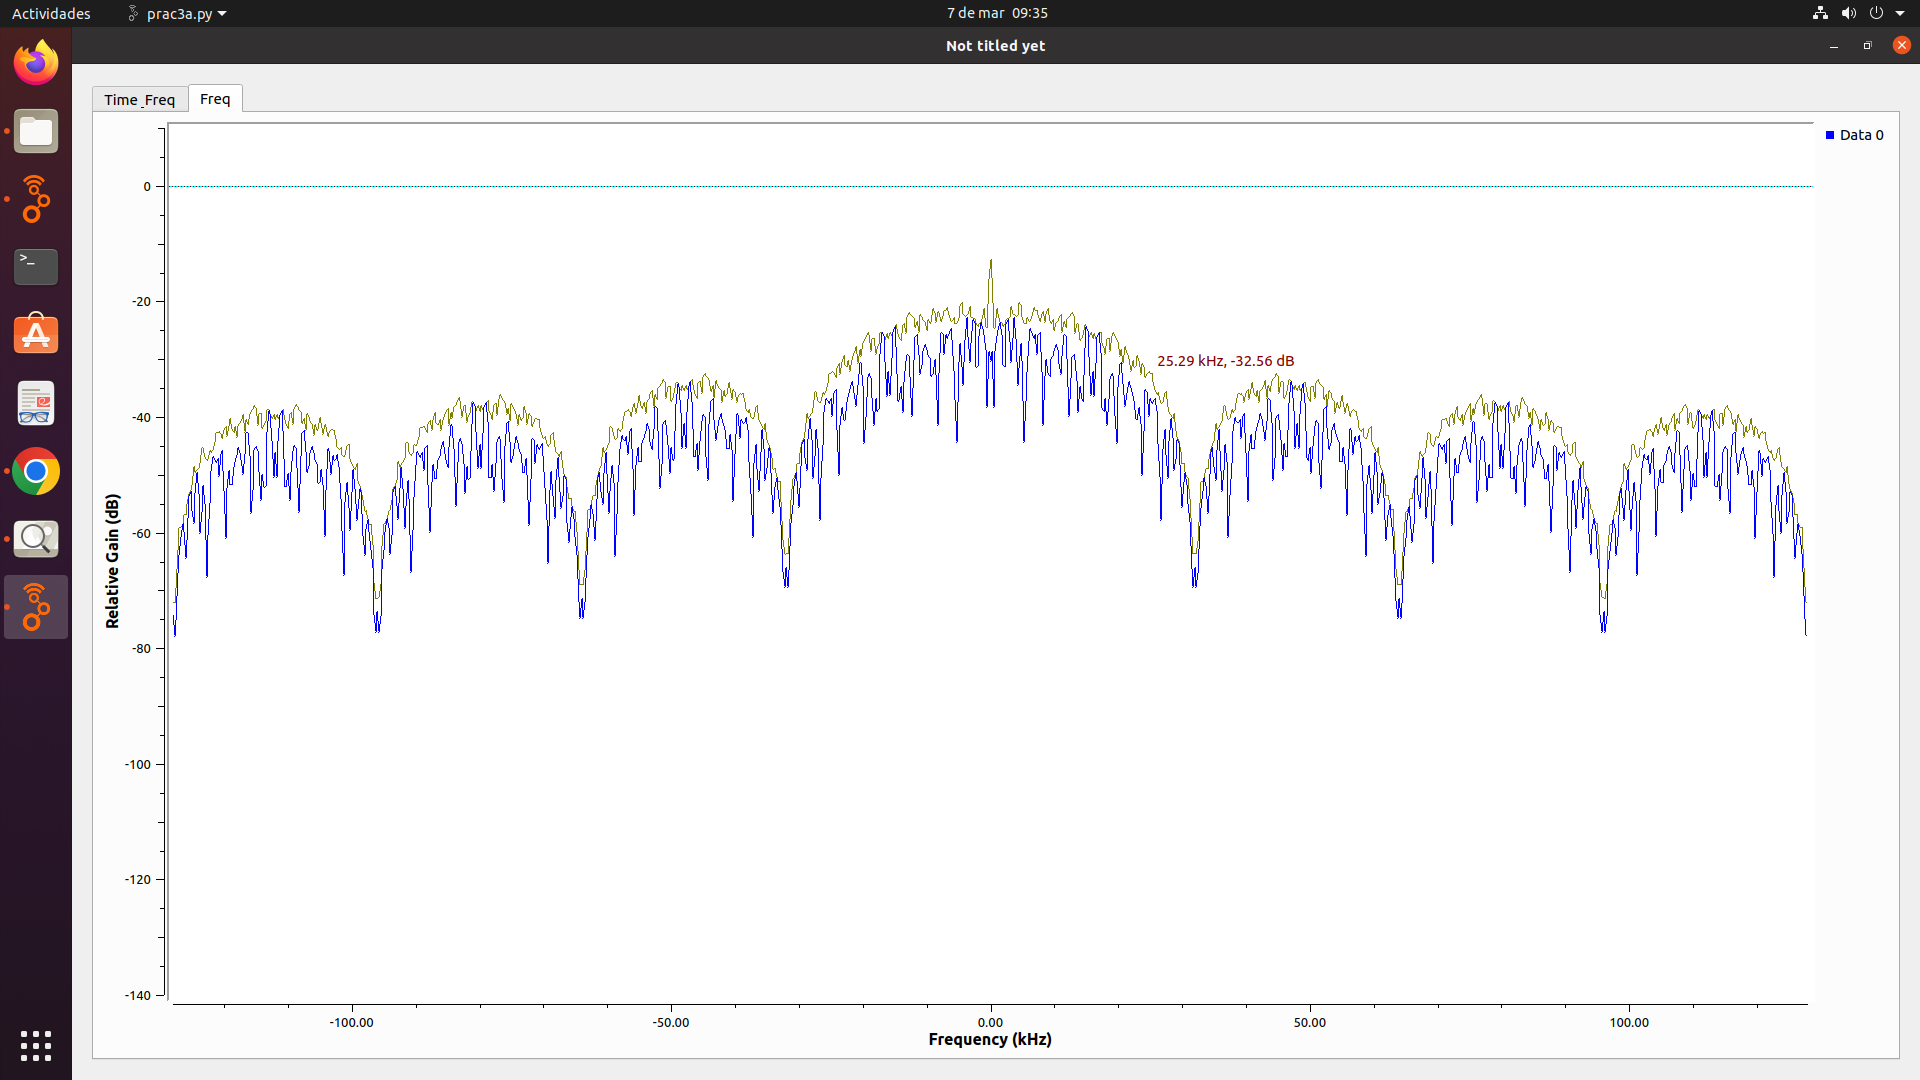 Actividades
prac3a.py
7 de mar 09:35
Not titled yet
Time _Freq
Freq
Data 0
0
-20
25.29 kHz, -32.56 dB
-40
-60
-80
-100
-120
-140
Relative Gain (dB)
-100.00
-50.00
0.00
50.00
100.00
Frequency (kHz)